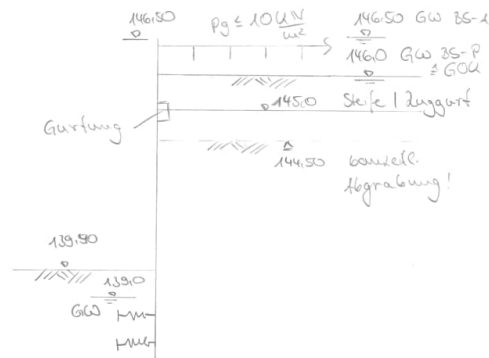 146.50
pg ≤ 10 kN/m²
146.50 GW BS-A
146.0 GW BS-P
≙ GOK
145.0 Steife / Zuggurt
Gurtung
144.50 bauzeitl.
Abgrabung!
139.90
139.0
GW